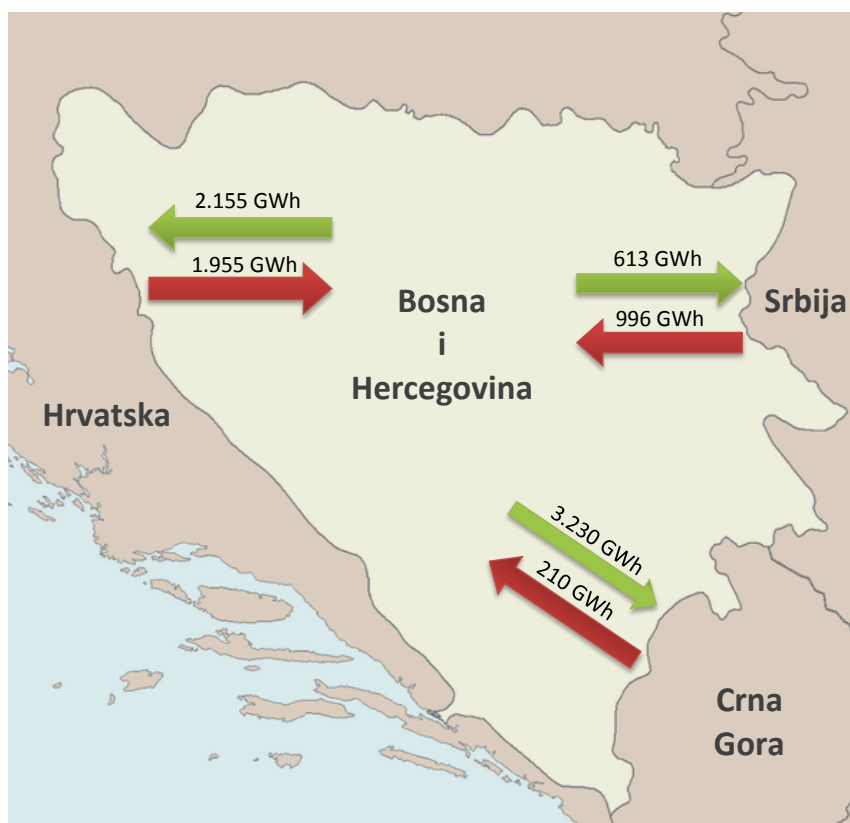 2.155 GWh
1.955 GWh
613 GWh
996 GWh
Bosna
i
Hercegovina
Srbija
Hrvatska
3.230 GWh
210 GWh
Crna
Gora